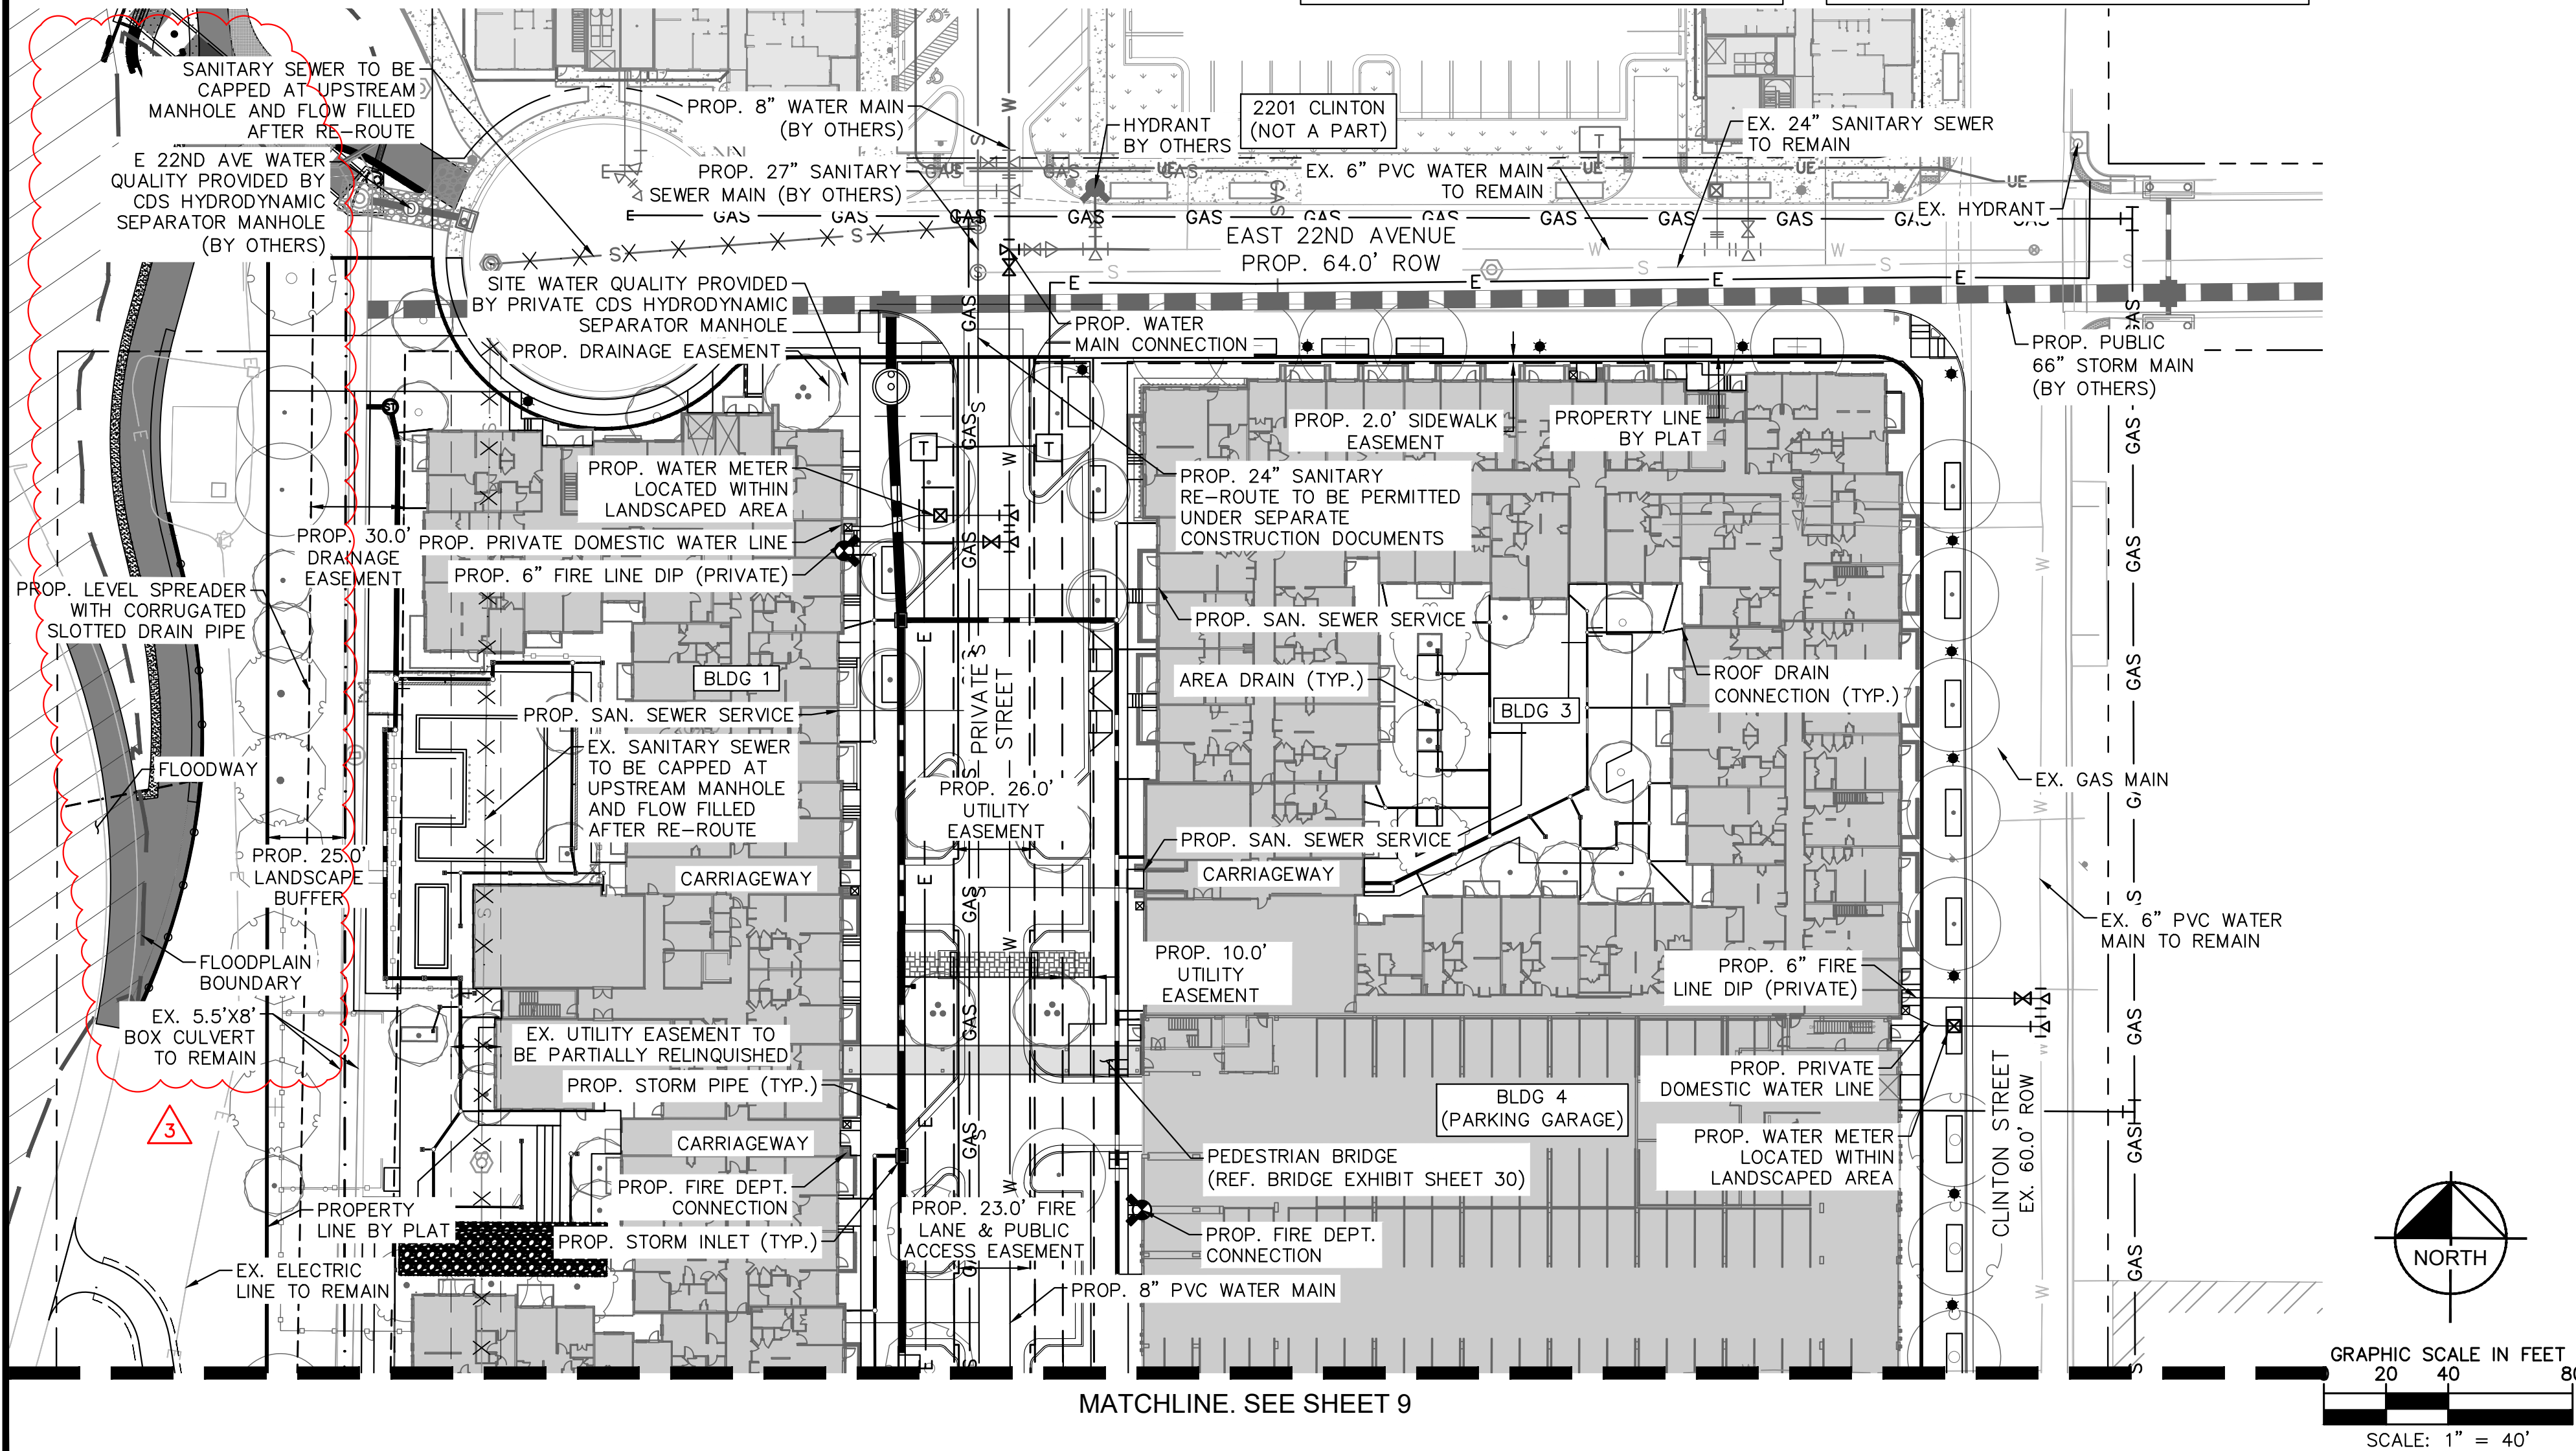 SANITARY SEWER TO BE
CAPPED AT UPSTREAM
MANHOLE AND FLOW FILLED
AFTER RE-ROUTE
E 22ND AVE WATER
QUALITY PROVIDED BY
CDS HYDRODYNAMIC
SEPARATOR MANHOLE
(BY OTHERS)
PROP. 8" WATER MAIN
(BY OTHERS)
PROP. 27" SANITARY
SEWER MAIN (BY OTHERS)
HYDRANT
BY OTHERS
2201 CLINTON
(NOT A PART)
EX. 6" PVC WATER MAIN
TO REMAIN
EX. 24" SANITARY SEWER
TO REMAIN
EX. HYDRANT
EAST 22ND AVENUE
PROP. 64.0' ROW
SITE WATER QUALITY PROVIDED
BY PRIVATE CDS HYDRODYNAMIC
SEPARATOR MANHOLE
PROP. DRAINAGE EASEMENT
PROP. WATER
MAIN CONNECTION
PROP. PUBLIC
66" STORM MAIN
(BY OTHERS)
PROP. 2.0' SIDEWALK
EASEMENT
PROPERTY LINE
BY PLAT
PROP. WATER METER
LOCATED WITHIN
LANDSCAPED AREA
PROP. 24" SANITARY
RE-ROUTE TO BE PERMITTED
UNDER SEPARATE
CONSTRUCTION DOCUMENTS
PROP. 30.0'
DRAINAGE
EASEMENT
PROP. PRIVATE DOMESTIC WATER LINE
PROP. 6" FIRE LINE DIP (PRIVATE)
PROP. LEVEL SPREADER
WITH CORRUGATED
SLOTTED DRAIN PIPE
PROP. SAN. SEWER SERVICE
BLDG 1
PRIVATE
STREET
AREA DRAIN (TYP.)
BLDG 3
ROOF DRAIN
CONNECTION (TYP.)
PROP. SAN. SEWER SERVICE
EX. SANITARY SEWER
TO BE CAPPED AT
UPSTREAM MANHOLE
AND FLOW FILLED
AFTER RE-ROUTE
FLOODWAY
PROP. 26.0'
UTILITY
EASEMENT
EX. GAS MAIN
PROP. SAN. SEWER SERVICE
PROP. 25.0'
LANDSCAPE
BUFFER
CARRIAGEWAY
CARRIAGEWAY
EX. 6" PVC WATER
MAIN TO REMAIN
FLOODPLAIN
BOUNDARY
PROP. 10.0'
UTILITY
EASEMENT
PROP. 6" FIRE
LINE DIP (PRIVATE)
EX. 5.5'X8'
BOX CULVERT
TO REMAIN
EX. UTILITY EASEMENT TO
BE PARTIALLY RELINQUISHED
PROP. STORM PIPE (TYP.)
BLDG 4
(PARKING GARAGE)
PROP. PRIVATE
DOMESTIC WATER LINE
3
CARRIAGEWAY
PROP. WATER METER
LOCATED WITHIN
LANDSCAPED AREA
CLINTON STREET
EX. 60.0' ROW
PEDESTRIAN BRIDGE
(REF. BRIDGE EXHIBIT SHEET 30)
PROP. FIRE DEPT.
CONNECTION
PROPERTY
LINE BY PLAT
PROP. STORM INLET (TYP.)
PROP. 23.0' FIRE
LANE & PUBLIC
ACCESS EASEMENT
PROP. FIRE DEPT.
CONNECTION
EX. ELECTRIC
LINE TO REMAIN
PROP. 8" PVC WATER MAIN
NORTH
MATCHLINE. SEE SHEET 9
GRAPHIC SCALE IN FEET
20 40
SCALE: 1" = 40'